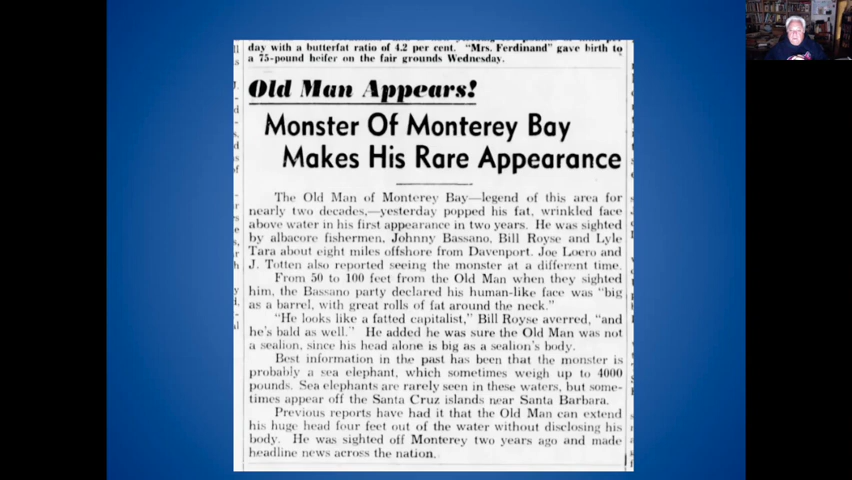 day with a butterfat ratio of 4.2 per cent. "Mrs. Ferdinand" gave birth to
a 75-pound heifer on the fair grounds Wednesday.
Old Man Appears!
Monster Of Monterey Bay
Makes His Rare Appearance
The Old Man of Monterey Bay—legend of this area for
nearly two decades,—yesterday popped his fat, wrinkled face
above water in his first appearance in two years. He was sighted
by albacore fishermen, Johnny Bassano, Bill Royse and Lyle
Tara about eight miles offshore from Davenport. Joe Loero and
J. Totten also reported seeing the monster at a different time.
From 50 to 100 feet from the Old Man when they sighted
him, the Bassano party declared his human-like face was "big
as a barrel, with great rolls of fat around the neck."
"He looks like a fatted capitalist," Bill Royse averred, "and
he's bald as well." He added he was sure the Old Man was not
a sealion, since his head alone is big as a sealion's body.
Best information in the past has been that the monster is
probably a sea elephant, which sometimes weigh up to 4000
pounds. Sea elephants are rarely seen in these waters, but some-
times appear off the Santa Cruz islands near Santa Barbara.
Previous reports have had it that the Old Man can extend
his huge head four feet out of the water without disclosing his
body. He was sighted off Monterey two years ago and made
headline news across the nation.